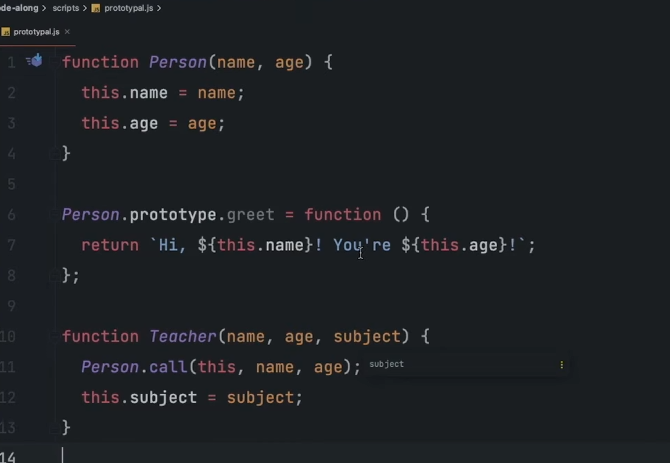 de-along > scripts > prototypal.js >
prototypal.js ×
1 function Person(name, age) {
2 this.name = name;
3 this.age = age;
4 }
5
6 Person.prototype.greet = function () {
7 return `Hi, ${this.name}! You're ${this.age}!`;
8 };
9
10 function Teacher(name, age, subject) {
11 Person.call(this, name, age); subject
12 this.subject = subject;
13 }
14